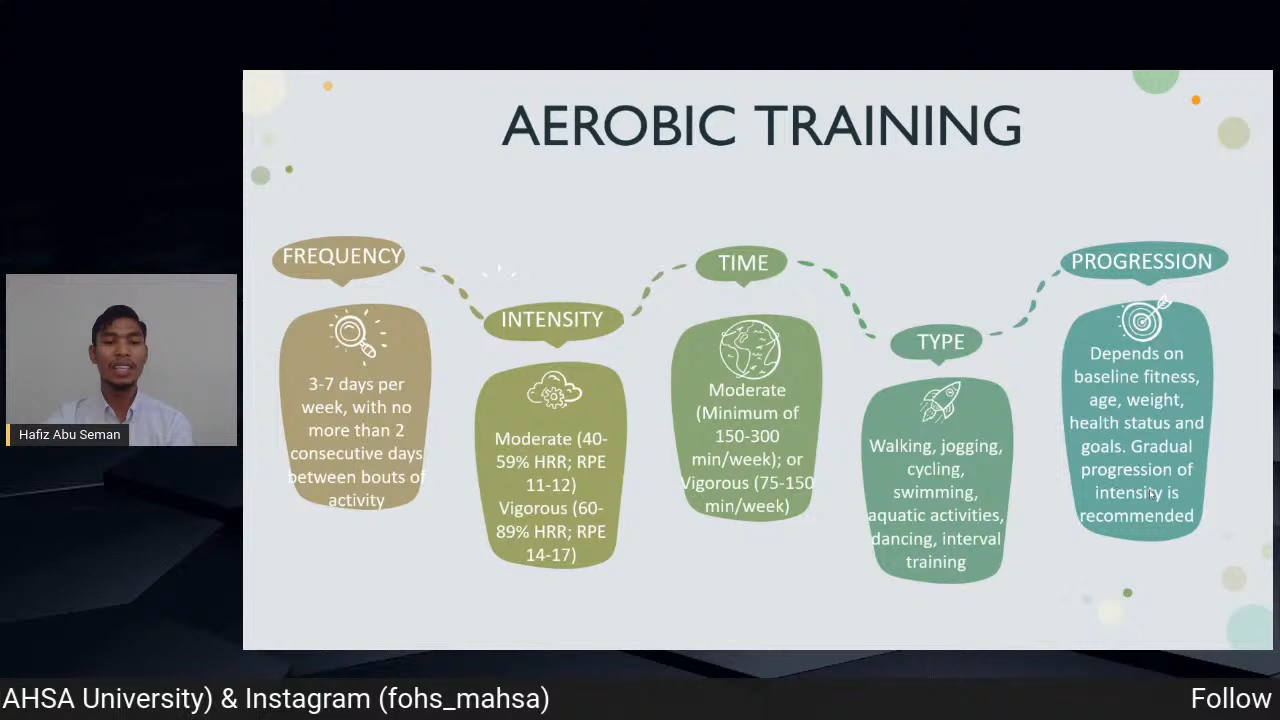 AEROBIC TRAINING
FREQUENCY
3-7 days per
week, with no
more than 2
consecutive days
between bouts of
activity
INTENSITY
Moderate (40-
59% HRR; RPE
11-12)
Vigorous (60-
89% HRR; RPE
14-17)
TIME
Moderate
(Minimum of
150-300
min/week); or
Vigorous (75-150
min/week)
TYPE
Walking, jogging,
cycling,
swimming,
aquatic activities,
dancing, interval
training
PROGRESSION
Depends on
baseline fitness,
age, weight,
health status and
goals. Gradual
progression of
intensity is
recommended
Hafiz Abu Seman
AHSA University) & Instagram (fohs_mahsa) Follow